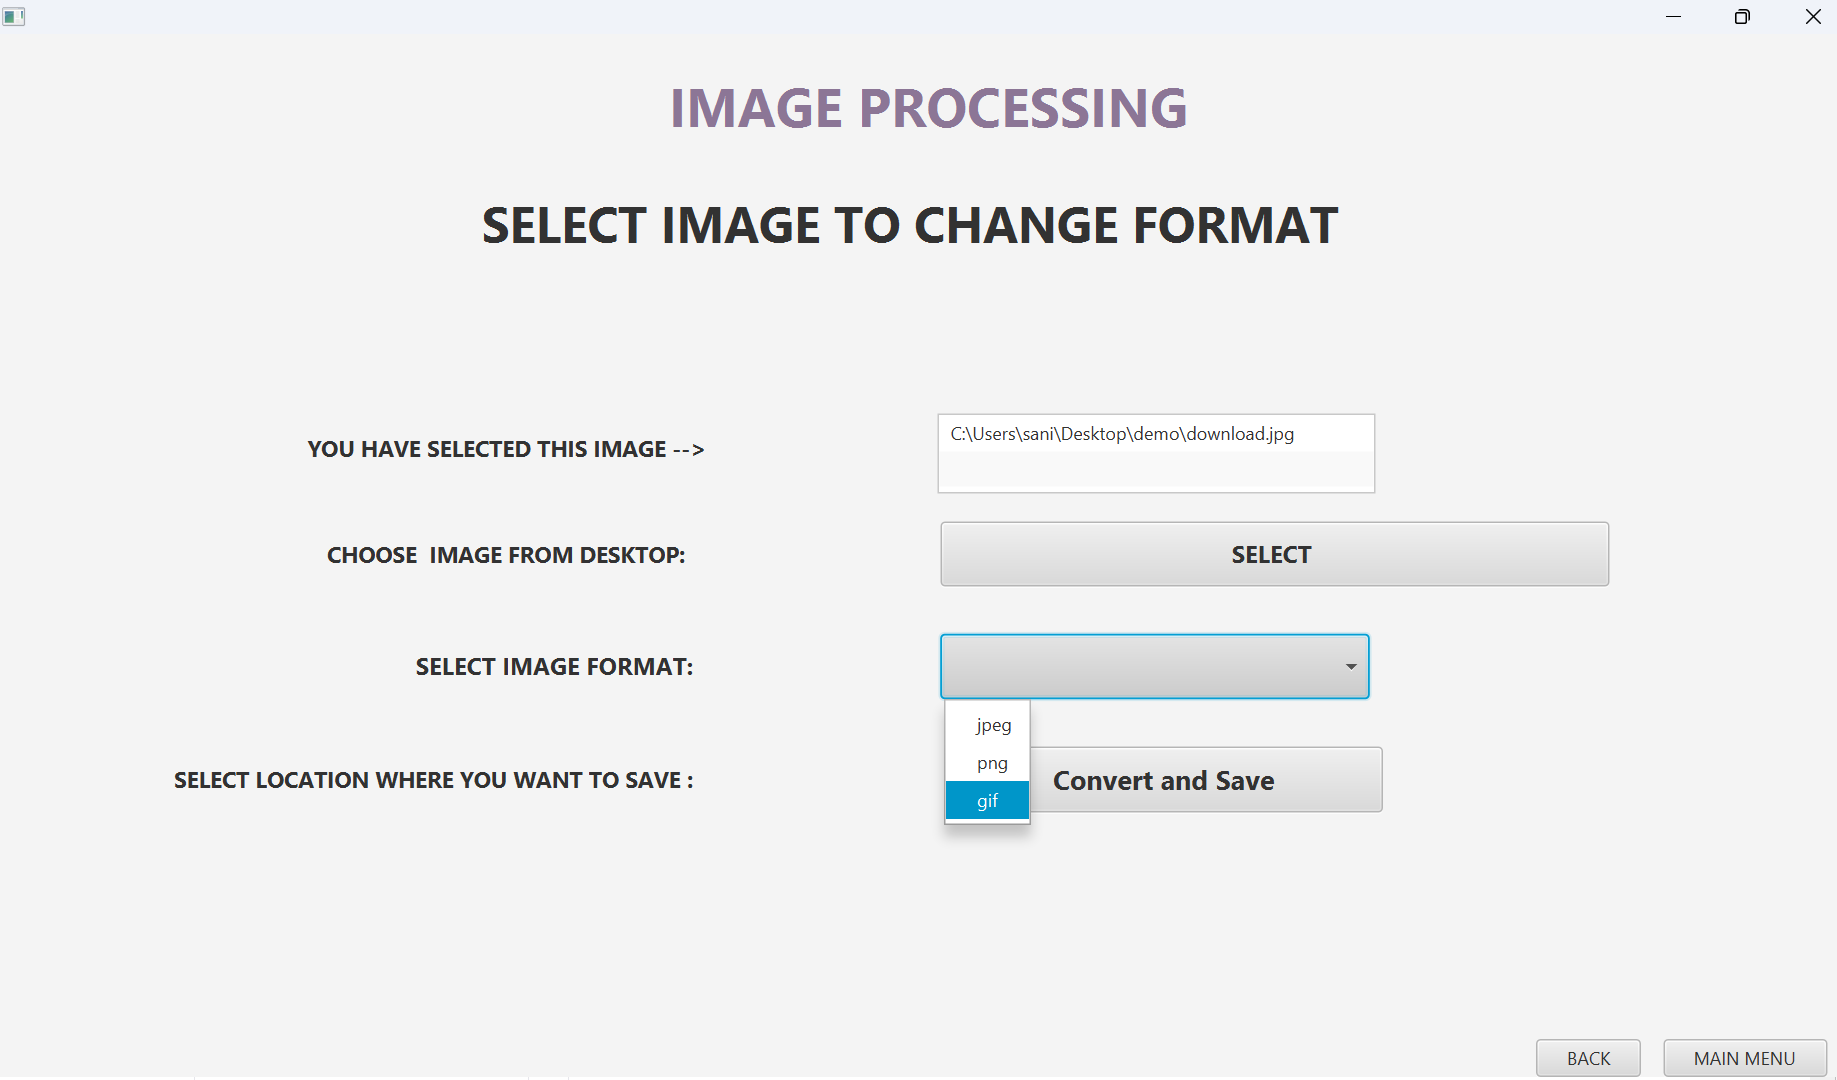 IMAGE PROCESSING
SELECT IMAGE TO CHANGE FORMAT
YOU HAVE SELECTED THIS IMAGE -->
C:\Users\sani\Desktop\demo\download.jpg
CHOOSE  IMAGE FROM DESKTOP:
SELECT
SELECT IMAGE FORMAT:
jpeg
png
gif
SELECT LOCATION WHERE YOU WANT TO SAVE :
Convert and Save
BACK
MAIN MENU